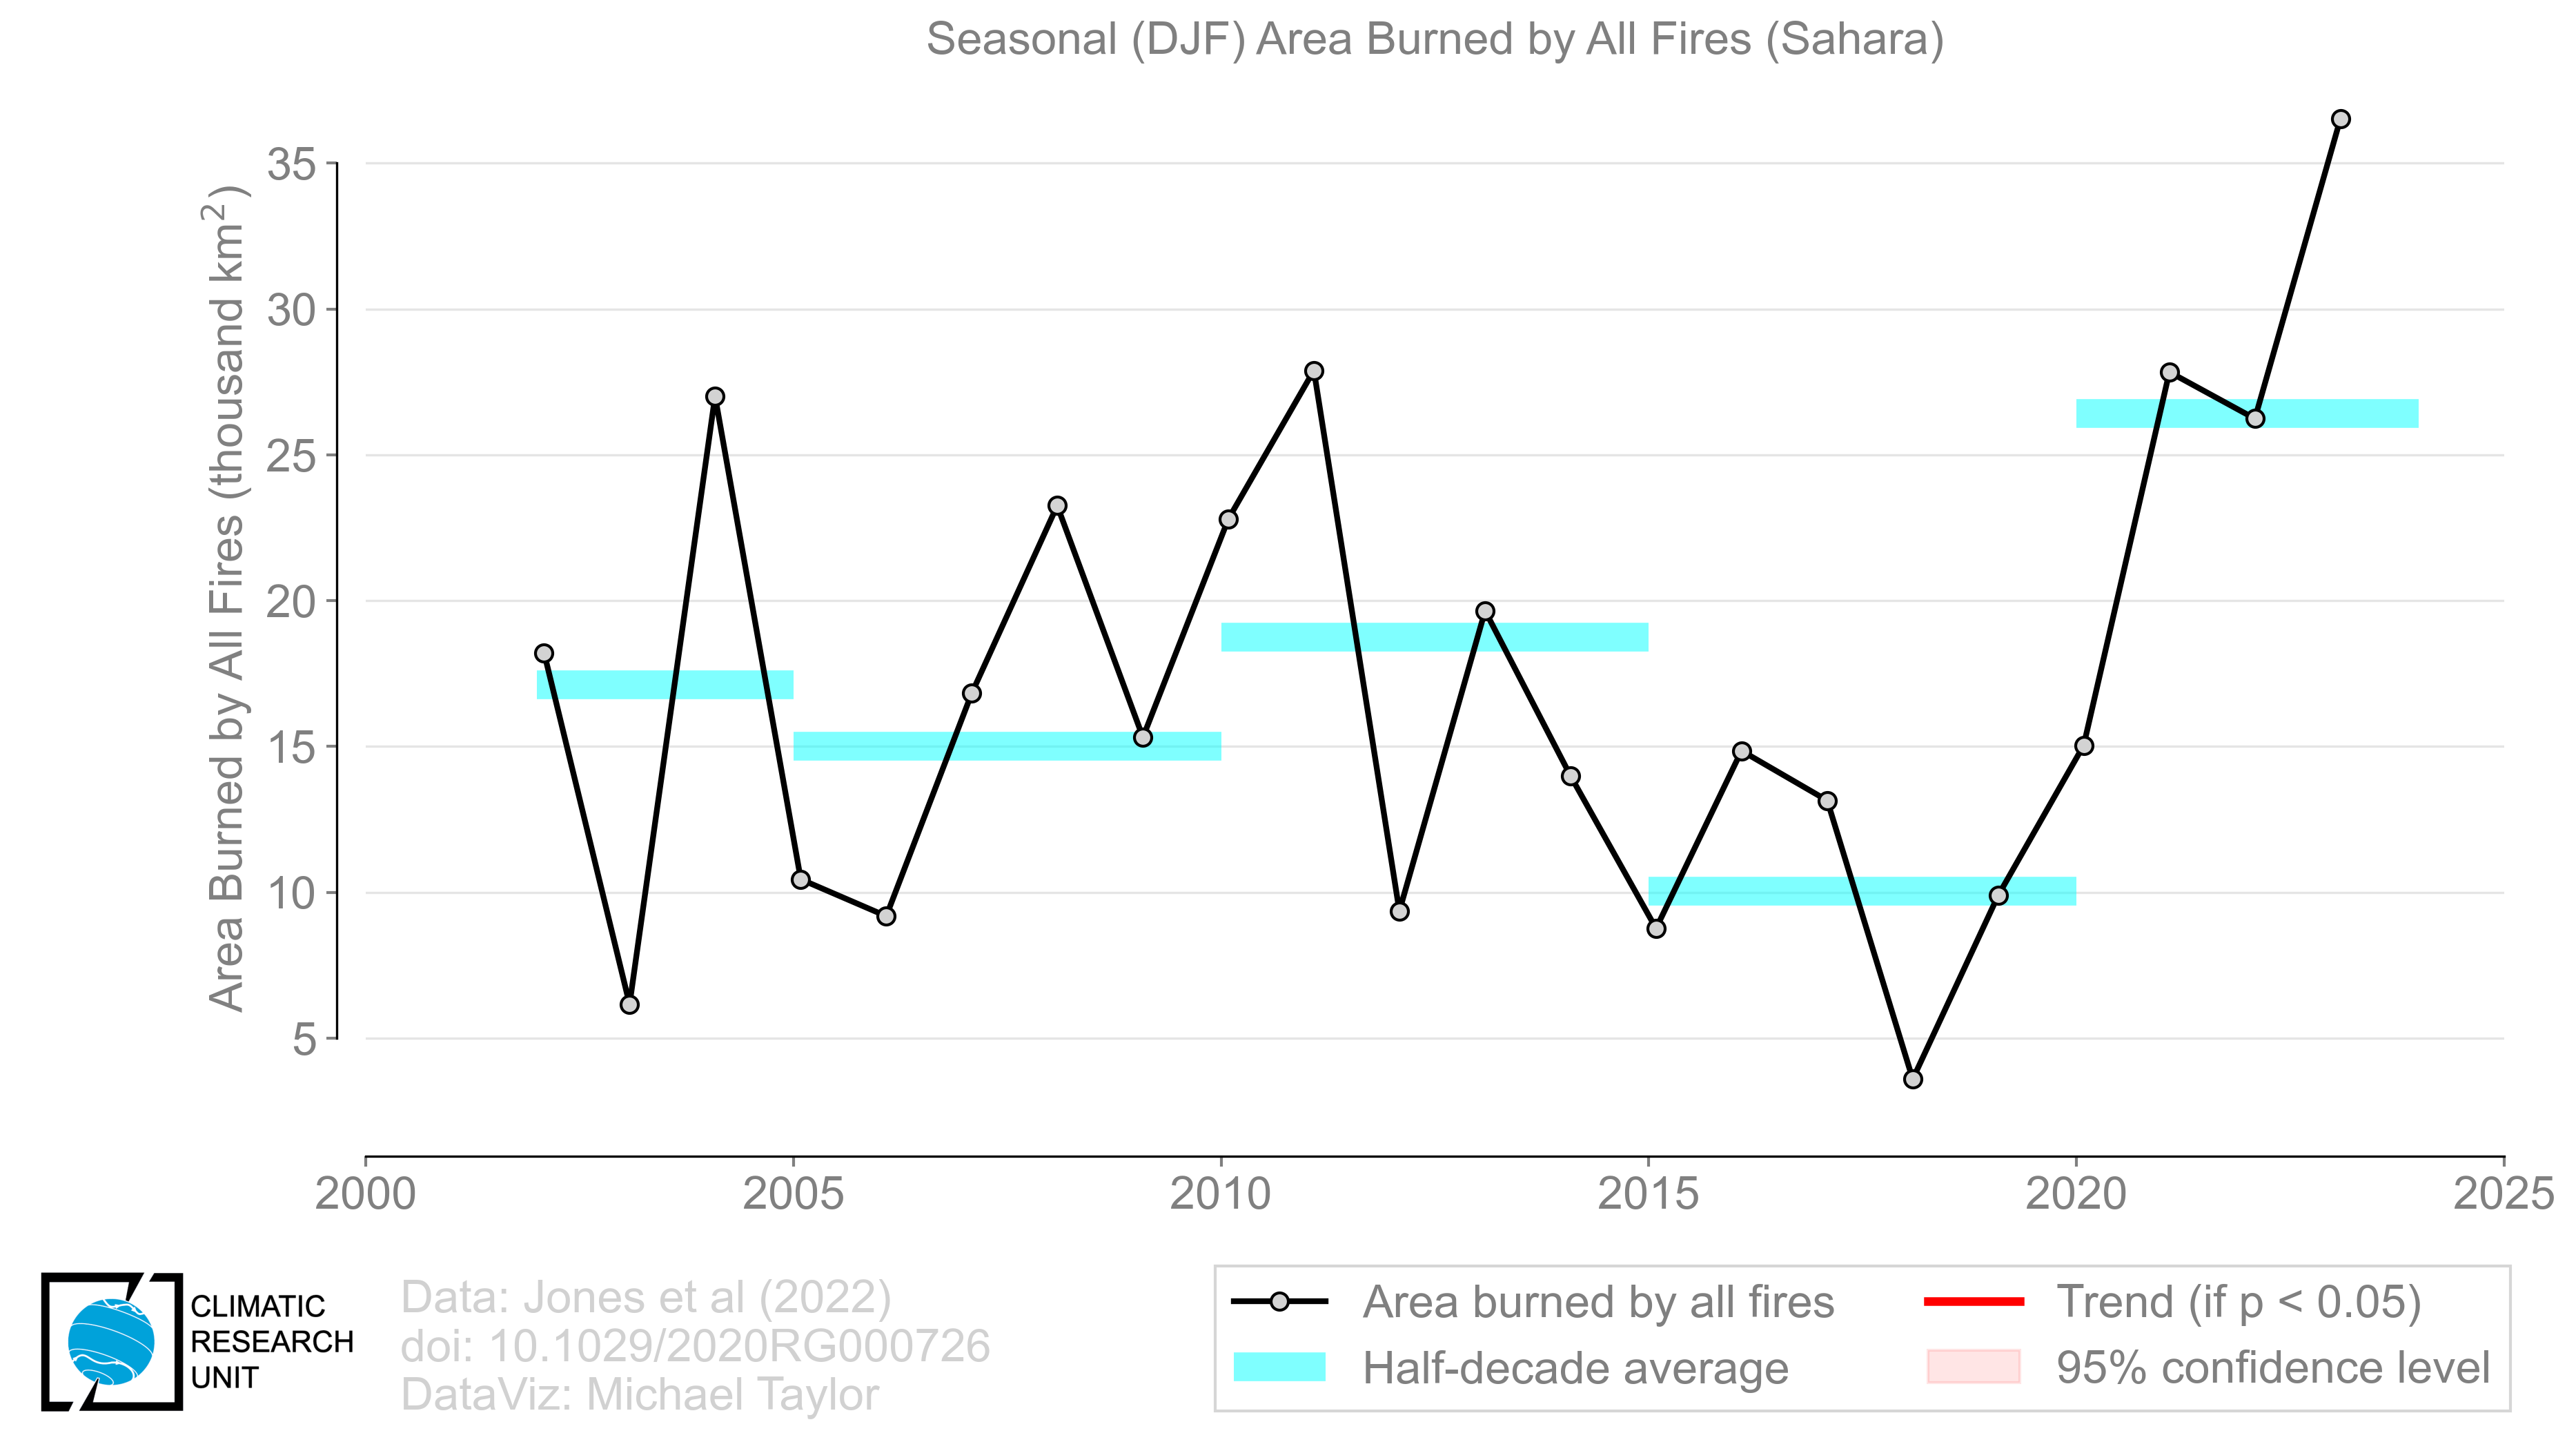 Seasonal (DJF) Area Burned by All Fires (Sahara)
Area Burned by All Fires (thousand km²)
35
30
25
20
15
10
5
2000 2005 2010 2015 2020 2025
CLIMATIC
RESEARCH
UNIT
Data: Jones et al (2022)
doi: 10.1029/2020RG000726
DataViz: Michael Taylor
Area burned by all fires
Half-decade average
Trend (if p < 0.05)
95% confidence level